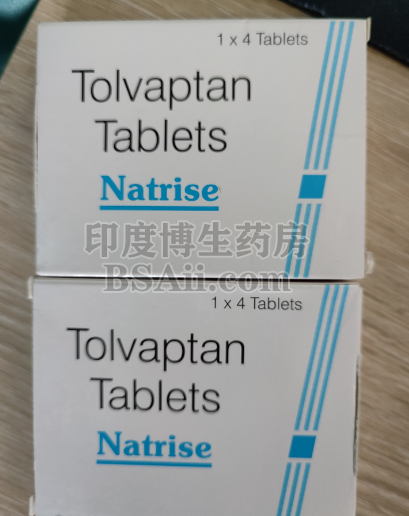 1 x 4 Tablets
Tolvaptan
Tablets
Natrise
印度博生药房
BSAii.com
1 x 4 Tablets
Tolvaptan
Tablets
Natrise